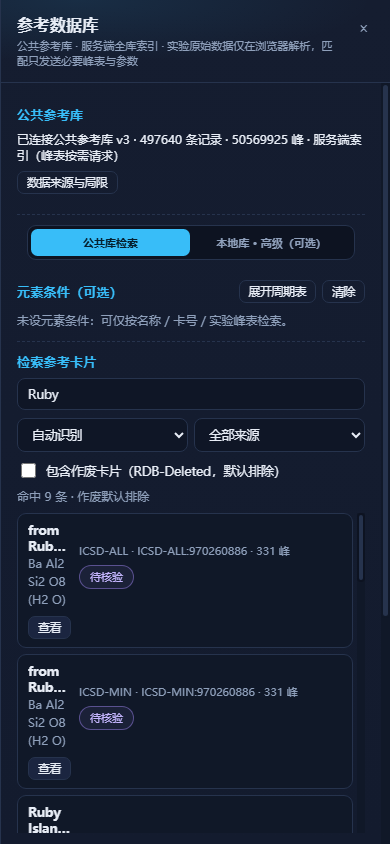 参考数据库
×
公共参考库 · 服务端全库索引 · 实验原始数据仅在浏览器解析，匹
配只发送必要峰表与参数
公共参考库
已连接公共参考库 v3 · 497640 条记录 · 50569925 峰 · 服务端索
引（峰表按需请求）
数据来源与局限
公共库检索
本地库 · 高级（可选）
元素条件（可选）
展开周期表
清除
未设元素条件：可仅按名称 / 卡号 / 实验峰表检索。
检索参考卡片
Ruby
自动识别
全部来源
包含作废卡片（RDB-Deleted，默认排除）
命中 9 条 · 作废默认排除
from
Rub...
Ba Al2
Si2 O8
(H2 O)
ICSD-ALL · ICSD-ALL:970260886 · 331 峰
待核验
查看
from
Rub...
Ba Al2
Si2 O8
(H2 O)
ICSD-MIN · ICSD-MIN:970260886 · 331 峰
待核验
查看
Ruby
Islan...